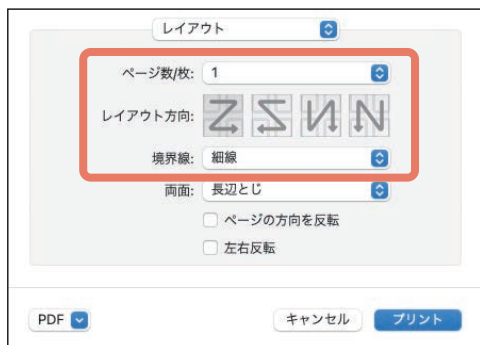 レイアウト
ページ数/枚: 1
レイアウト方向:
境界線: 細線
両面: 長辺とじ
ページの方向を反転
左右反転
PDF キャンセル プリント